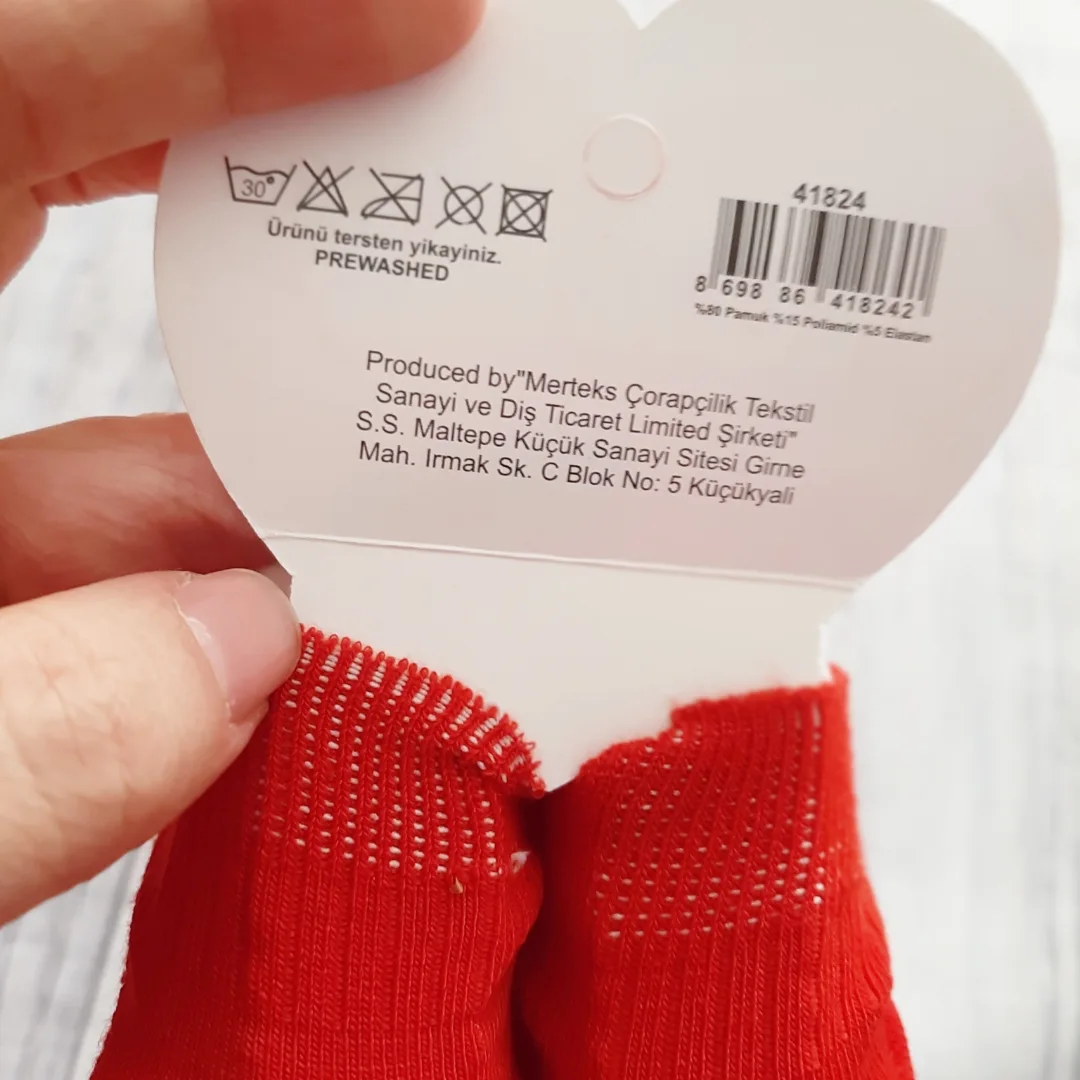 30°
Ürünü tersten yikayiniz.
PREWASHED
41824
8 698 86 418242
%80 Pamuk %15 Poliamid %5 Elastan
Produced by"Merteks Çorapçilik Tekstil
Sanayi ve Diş Ticaret Limited Şirketi"
S.S. Maltepe Küçük Sanayi Sitesi Girne
Mah. Irmak Sk. C Blok No: 5 Küçükyali